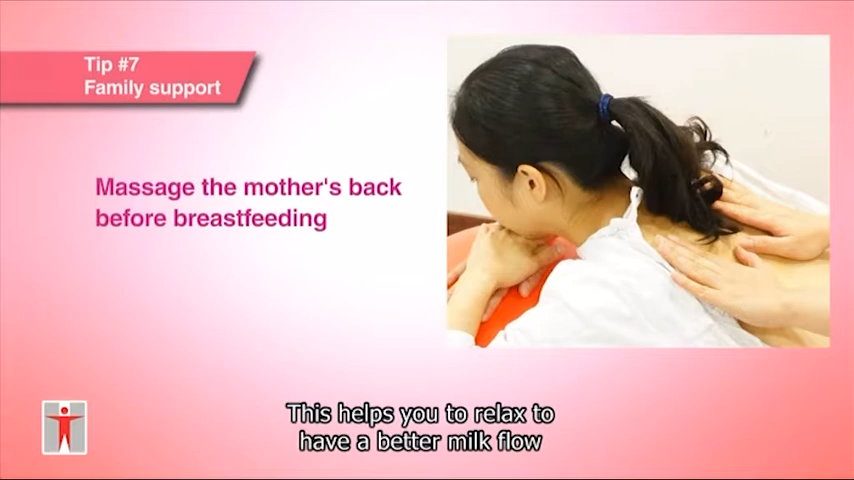 Tip #7
Family support
Massage the mother's back
before breastfeeding
This helps you to relax to
have a better milk flow